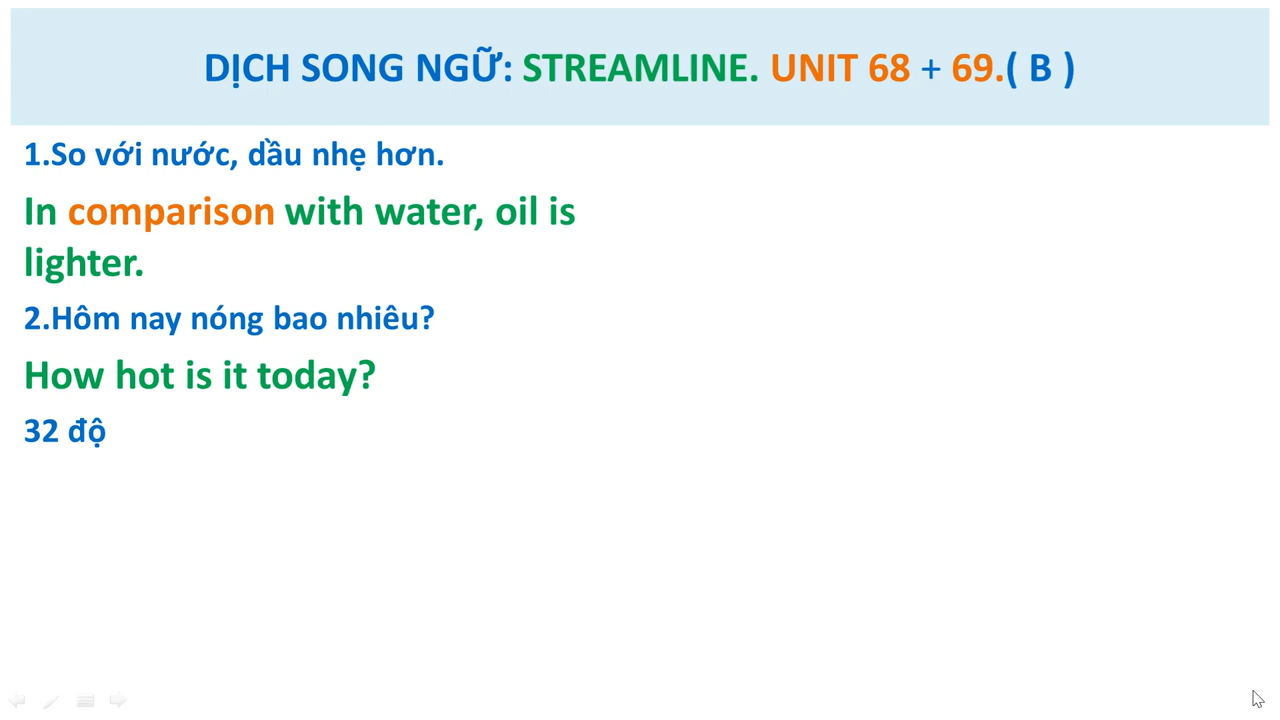 DỊCH SONG NGỮ: STREAMLINE. UNIT 68 + 69.( B )
1.So với nước, dầu nhẹ hơn.
In comparison with water, oil is
lighter.
2.Hôm nay nóng bao nhiêu?
How hot is it today?
32 độ